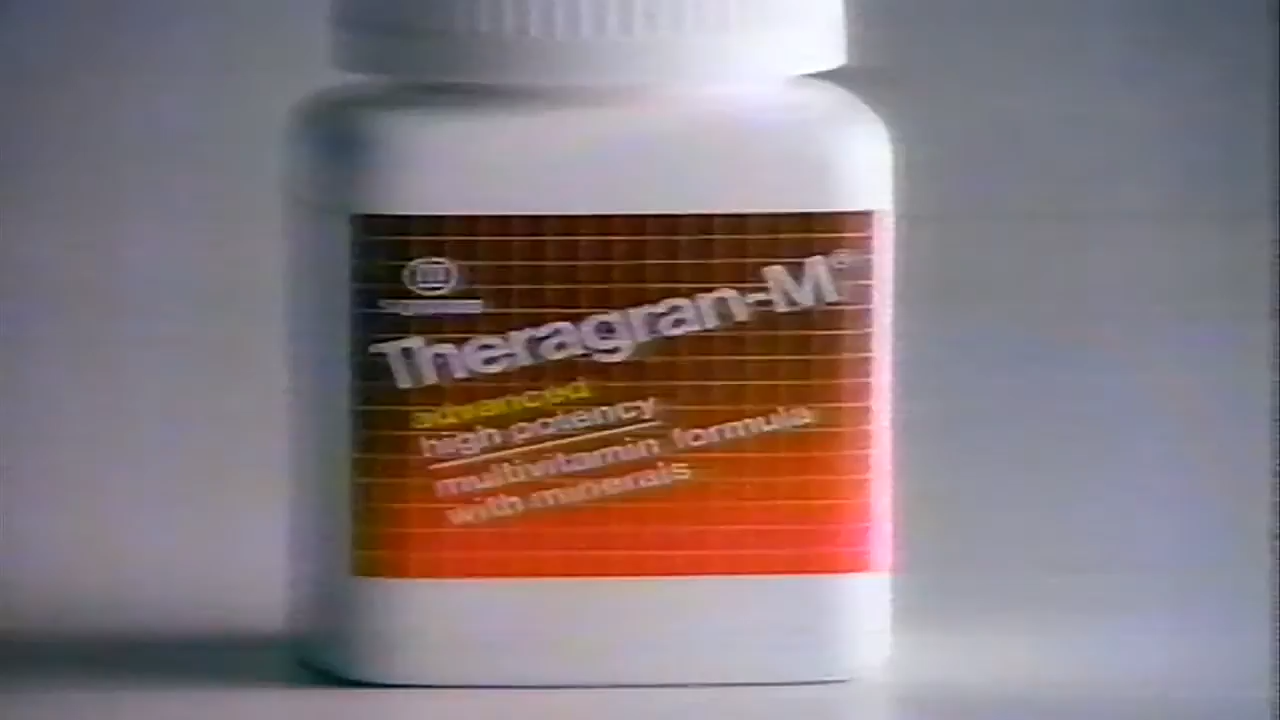 Theragran-M®
advanced
high potency
multivitamin formula
with minerals